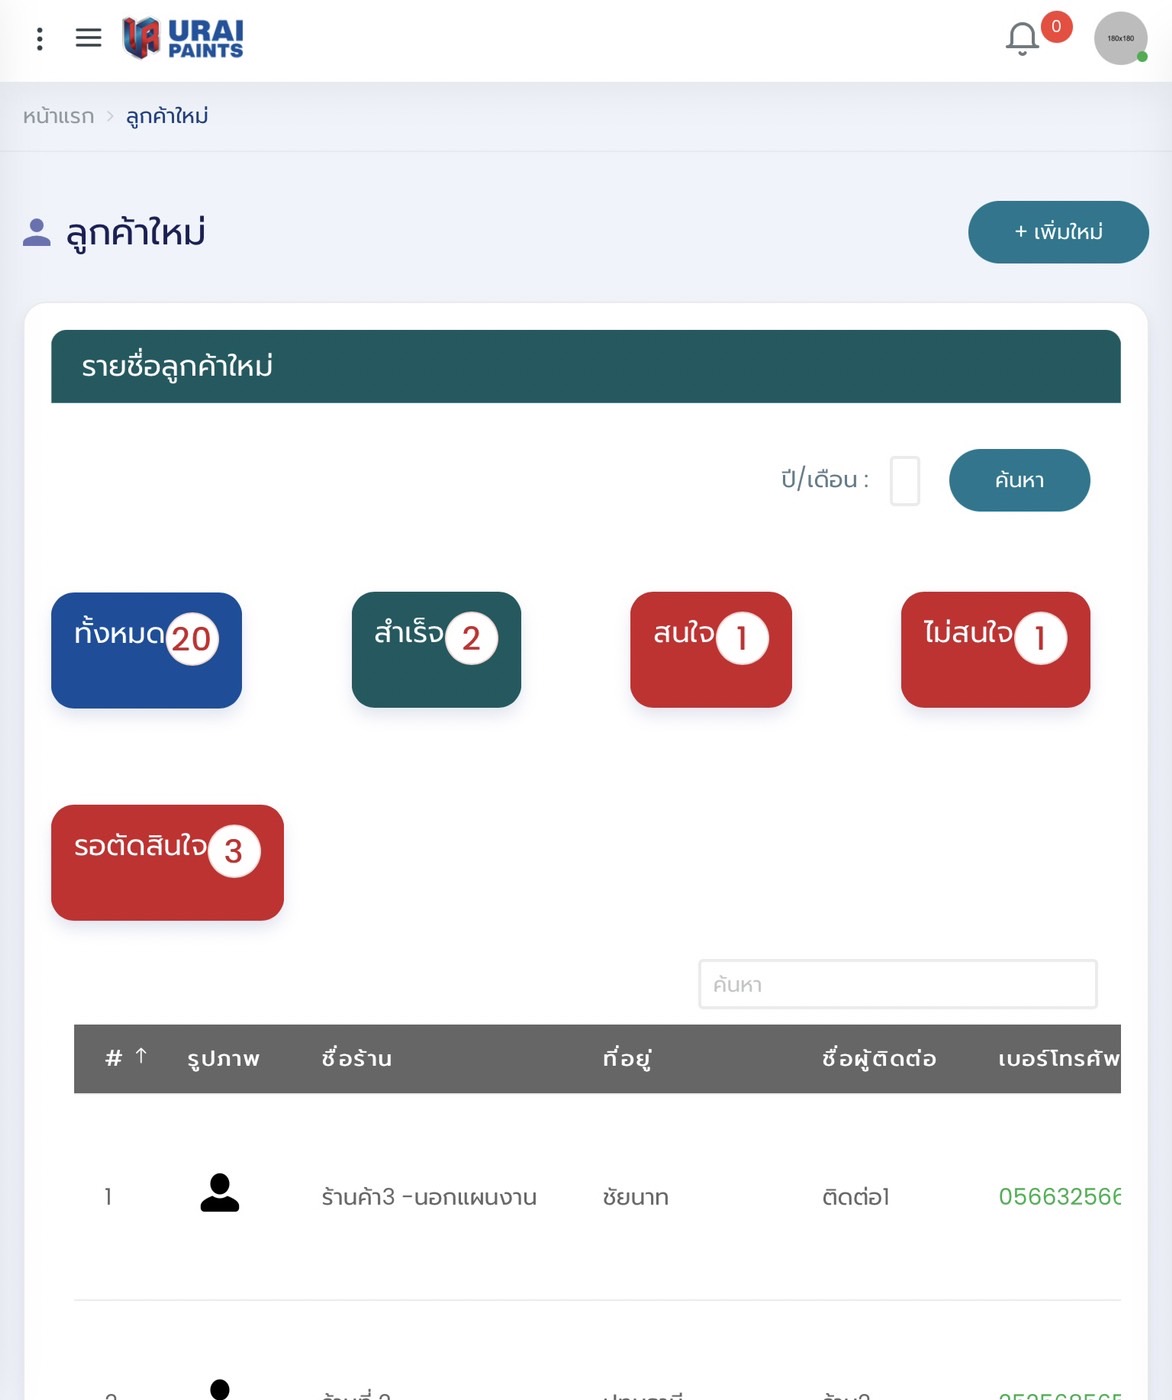 URAI
PAINTS
0
180x180
หน้าแรก > ลูกค้าใหม่
ลูกค้าใหม่
+ เพิ่มใหม่
รายชื่อลูกค้าใหม่
ปี/เดือน :
ค้นหา
ทั้งหมด 20
สำเร็จ 2
สนใจ 1
ไม่สนใจ 1
รอตัดสินใจ 3
ค้นหา
# ↑ รูปภาพ ชื่อร้าน ที่อยู่ ชื่อผู้ติดต่อ เบอร์โทรศัพ
1 ร้านค้า3 -นอกแผนงาน ชัยนาท ติดต่อ1 056632566